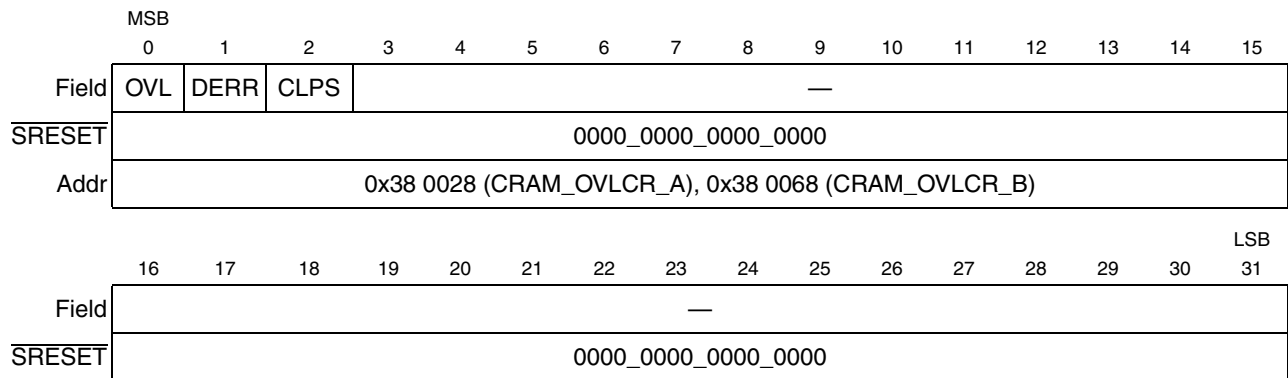 MSB
0 1 2 3 4 5 6 7 8 9 10 11 12 13 14 15
Field OVL DERR CLPS —
SRESET 0000_0000_0000_0000
Addr 0x38 0028 (CRAM_OVLCR_A), 0x38 0068 (CRAM_OVLCR_B)
LSB
16 17 18 19 20 21 22 23 24 25 26 27 28 29 30 31
Field —
SRESET 0000_0000_0000_0000